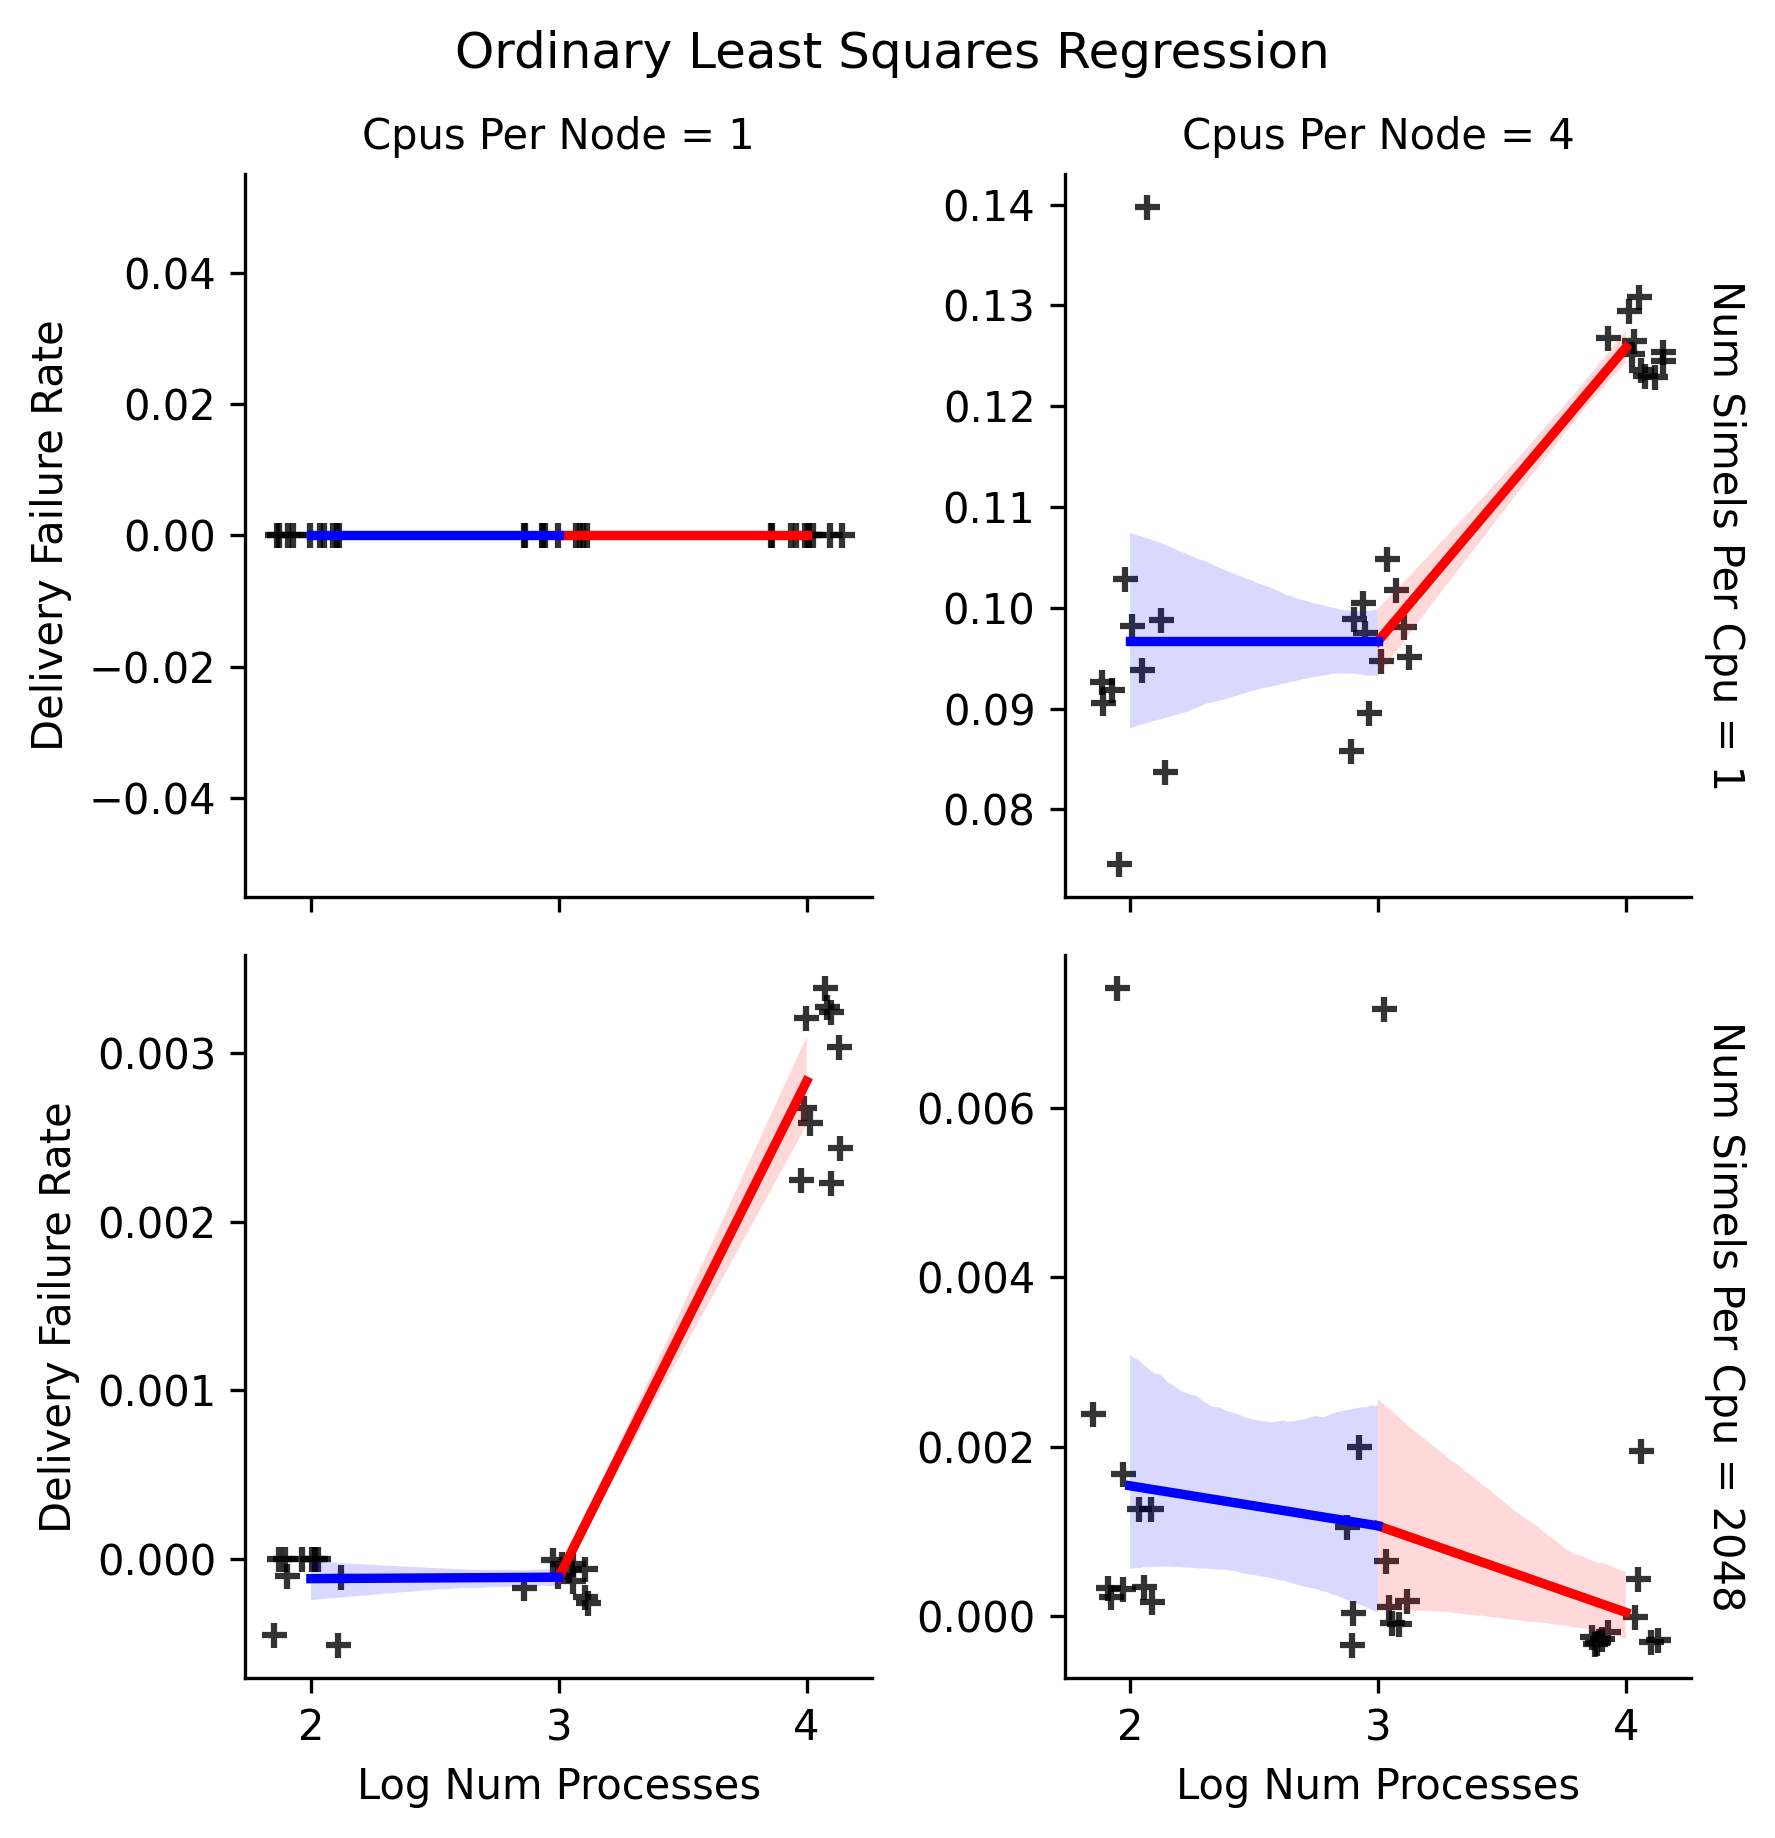 Ordinary Least Squares Regression
Cpus Per Node = 1
Cpus Per Node = 4
Delivery Failure Rate
0.04
0.02
0.00
−0.02
−0.04
0.14
0.13
0.12
0.11
0.10
0.09
0.08
Num Simels Per Cpu = 1
Delivery Failure Rate
0.003
0.002
0.001
0.000
2
3
4
Log Num Processes
0.006
0.004
0.002
0.000
2
3
4
Log Num Processes
Num Simels Per Cpu = 2048